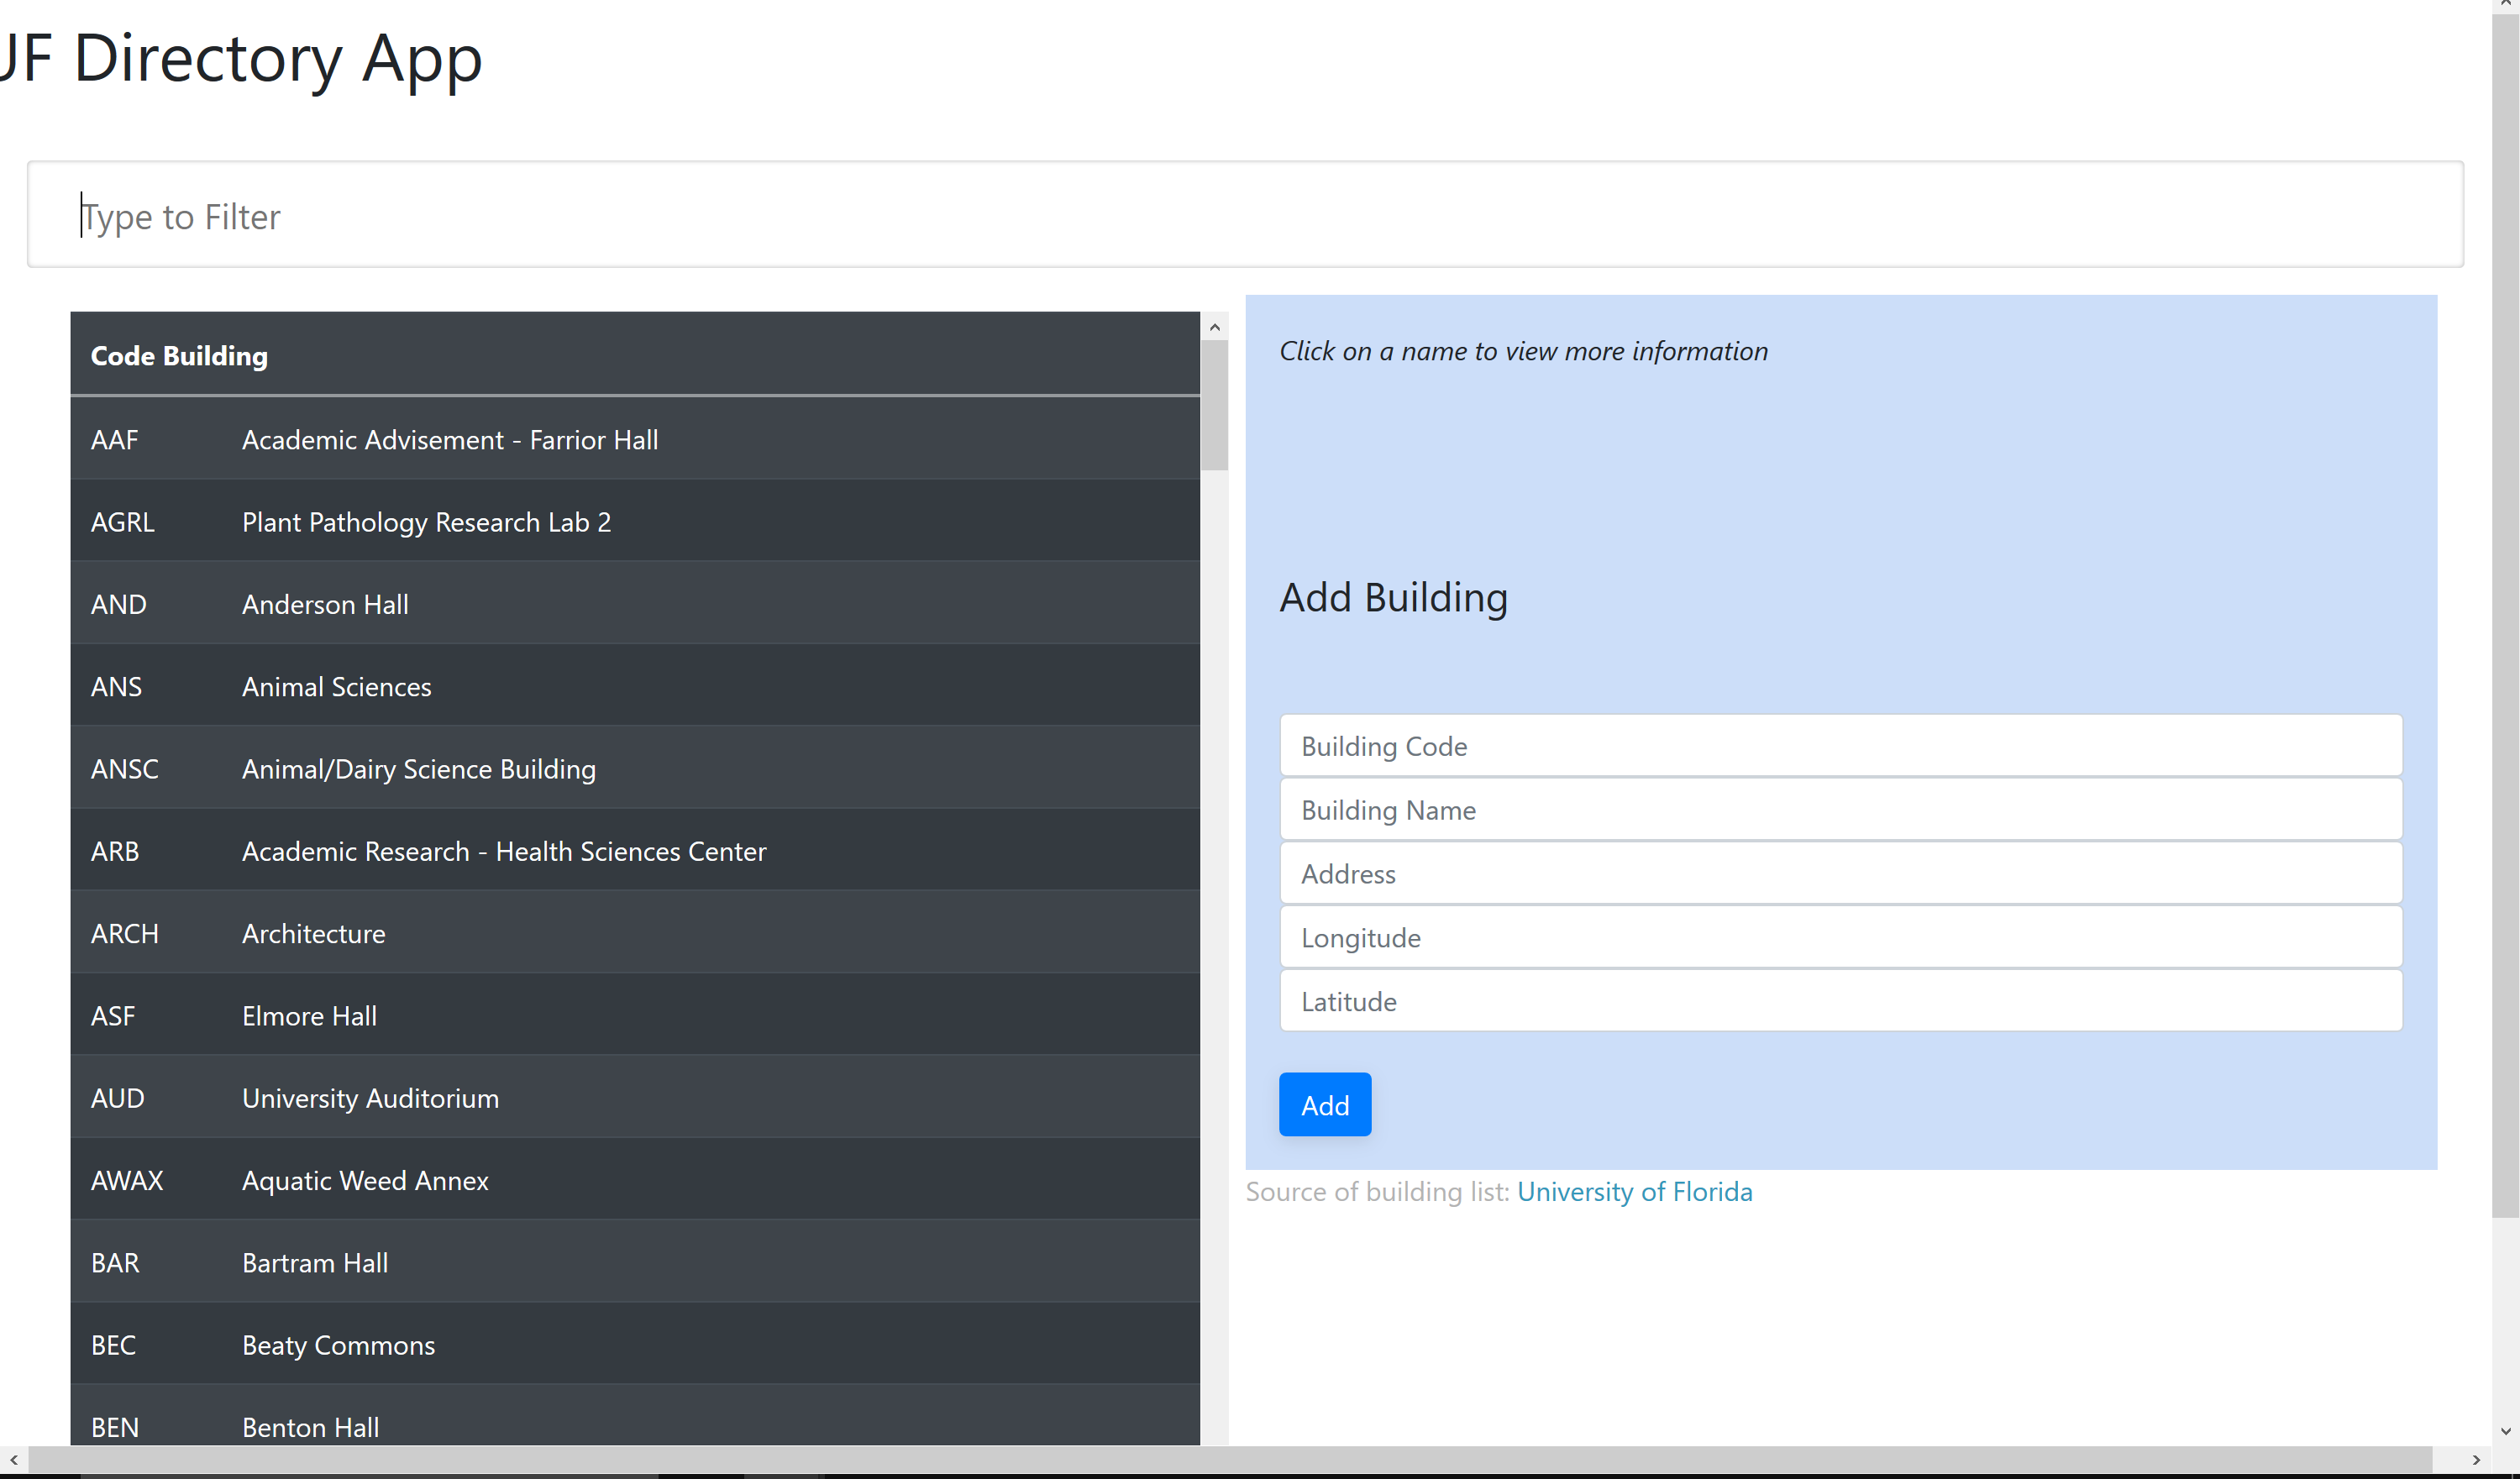 UF Directory App
Type to Filter
Code Building
AAF Academic Advisement - Farrior Hall
AGRL Plant Pathology Research Lab 2
AND Anderson Hall
ANS Animal Sciences
ANSC Animal/Dairy Science Building
ARB Academic Research - Health Sciences Center
ARCH Architecture
ASF Elmore Hall
AUD University Auditorium
AWAX Aquatic Weed Annex
BAR Bartram Hall
BEC Beaty Commons
BEN Benton Hall
Click on a name to view more information
Add Building
Building Code
Building Name
Address
Longitude
Latitude
Add
Source of building list: University of Florida